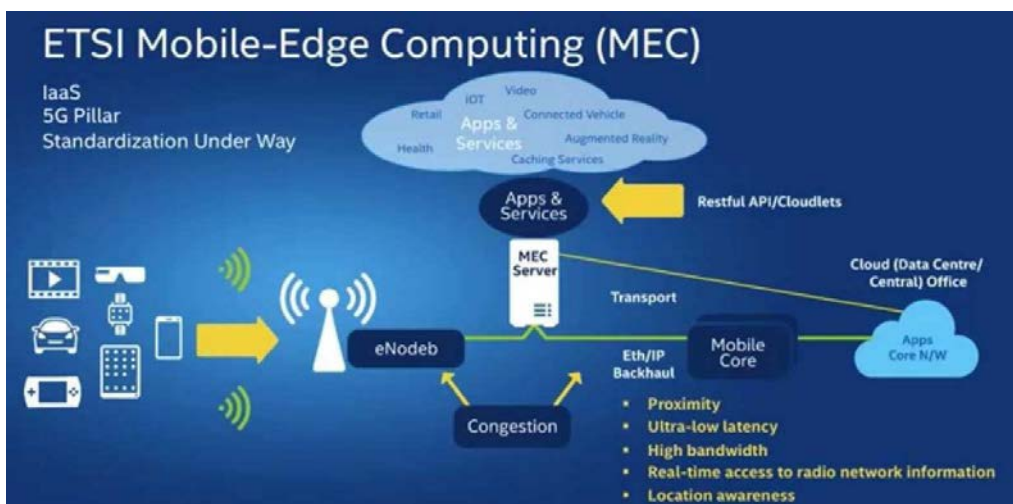 ETSI Mobile-Edge Computing (MEC)
IaaS
5G Pillar
Standardization Under Way
Video
IOT
Retail
Connected Vehicle
Apps &
Services
Augmented Reality
Health
Caching Services
Apps &
Services
Restful API/Cloudlets
MEC
Server
Cloud (Data Centre/
Central) Office
Transport
eNodeb
Mobile
Core
Apps
Core N/W
Eth/IP
Backhaul
Congestion
▪ Proximity
▪ Ultra-low latency
▪ High bandwidth
▪ Real-time access to radio network information
▪ Location awareness